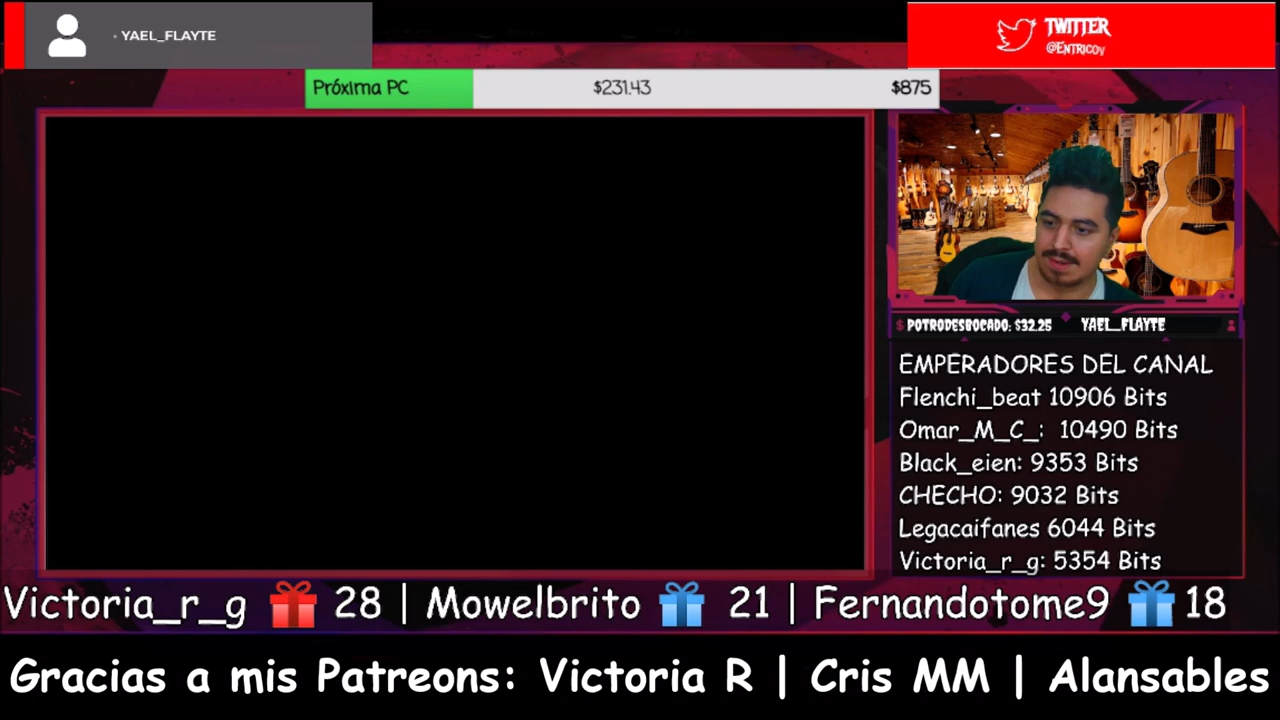 · YAEL_FLAYTE
TWITTER
@ENTRICOV
Próxima PC $231.43 $875
$ POTRODESBOCADO: $32.25 YAEL_FLAYTE
EMPERADORES DEL CANAL
Flenchi_beat 10906 Bits
Omar_M_C_: 10490 Bits
Black_eien: 9353 Bits
CHECHO: 9032 Bits
Legacaifanes 6044 Bits
Victoria_r_g: 5354 Bits
Victoria_r_g 28 | Mowelbrito 21 | Fernandotome9 18
Gracias a mis Patreons: Victoria R | Cris MM | Alansables